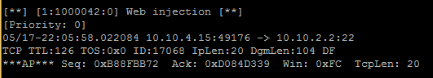 [**] [1:1000042:0] Web injection [**]
[Priority: 0]
05/17-22:05:58.022084 10.10.4.15:49176 -> 10.10.2.2:22
TCP TTL:126 TOS:0x0 ID:17068 IpLen:20 DgmLen:104 DF
***AP*** Seq: 0xB88FBB72  Ack: 0xD084D339  Win: 0xFC  TcpLen: 20